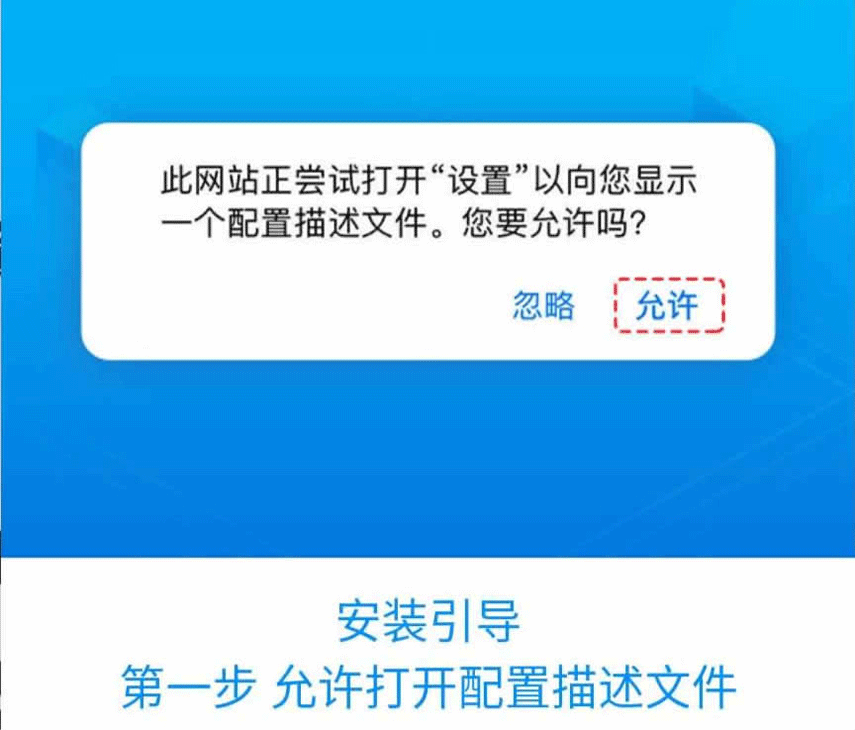 此网站正尝试打开“设置”以向您显示
一个配置描述文件。您要允许吗？
忽略 允许
安装引导
第一步 允许打开配置描述文件